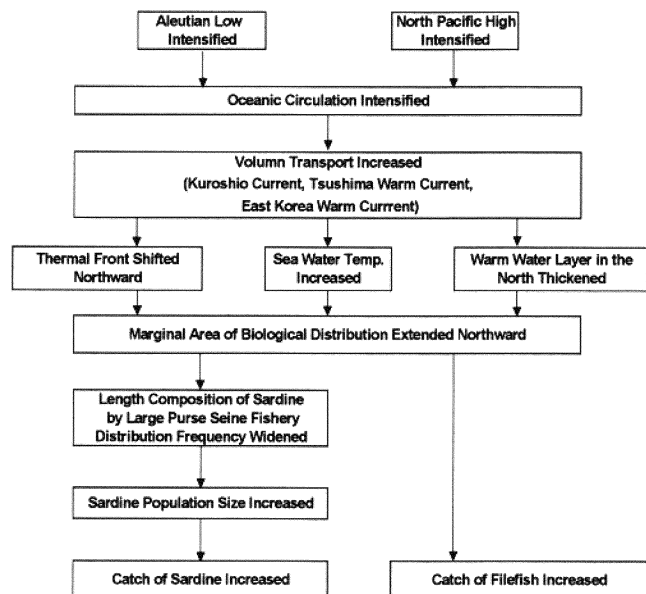 Aleutian Low
Intensified
North Pacific High
Intensified
Oceanic Circulation Intensified
Volumn Transport Increased
(Kuroshio Current, Tsushima Warm Current,
East Korea Warm Currrent)
Thermal Front Shifted
Northward
Sea Water Temp.
Increased
Warm Water Layer in the
North Thickened
Marginal Area of Biological Distribution Extended Northward
Length Composition of Sardine
by Large Purse Seine Fishery
Distribution Frequency Widened
Sardine Population Size Increased
Catch of Sardine Increased
Catch of Filefish Increased